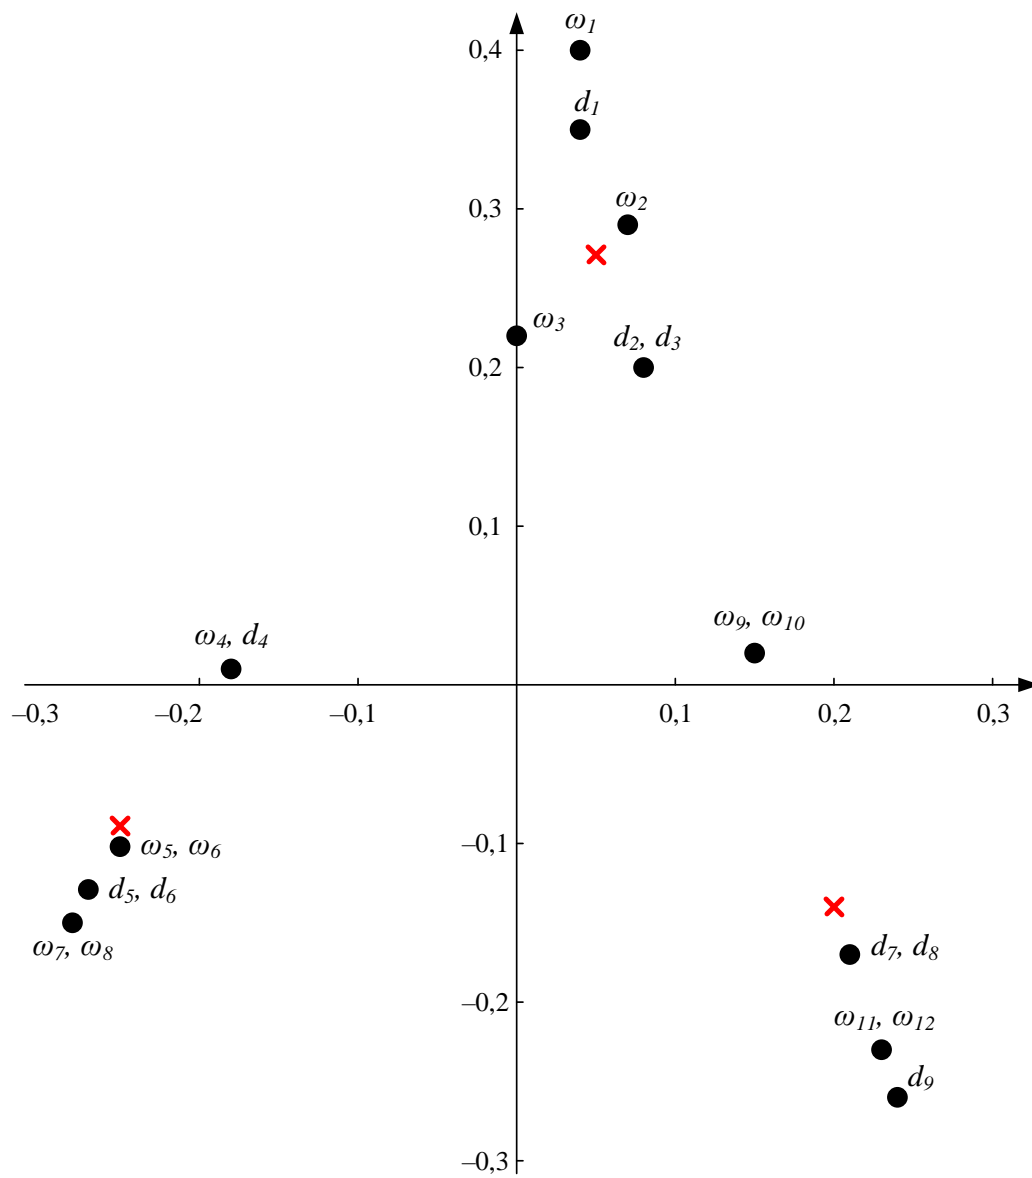 ω1
0,4
d1
0,3
ω2
ω3
d2, d3
0,2
0,1
ω4, d4
ω9, ω10
–0,3
–0,2
–0,1
0,1
0,2
0,3
–0,1
ω5, ω6
d5, d6
ω7, ω8
d7, d8
–0,2
ω11, ω12
d9
–0,3